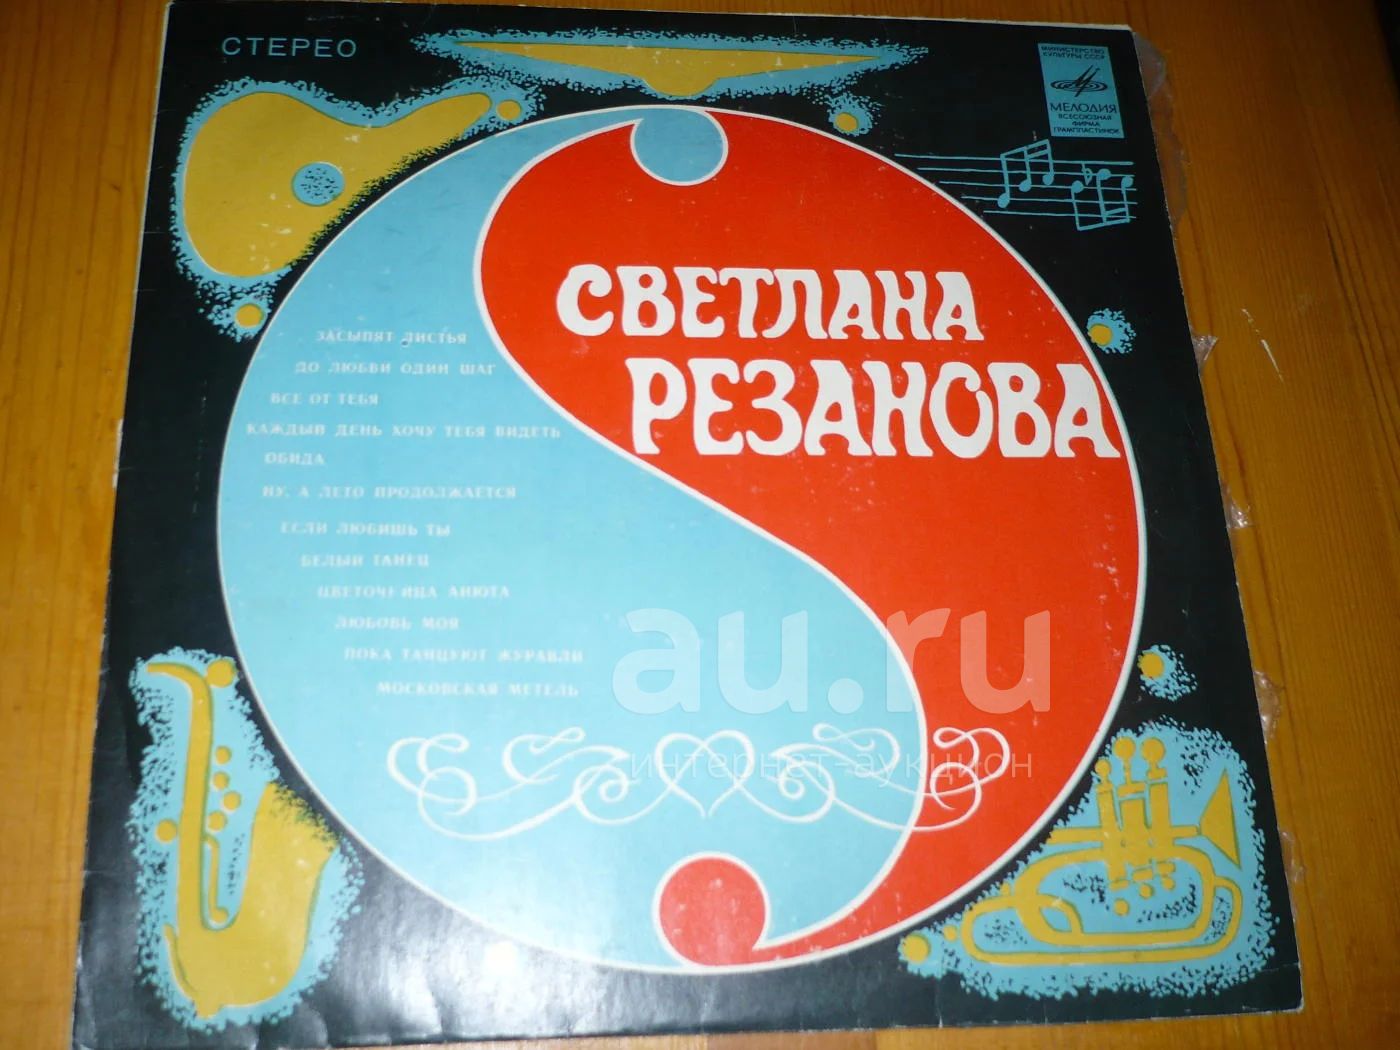 СТЕРЕО
МИНИСТЕРСТВО
КУЛЬТУРЫ СССР
МЕЛОДИЯ
ВСЕСОЮЗНАЯ
ФИРМА
ГРАМПЛАСТИНОК
СВЕТЛАНА
РЕЗАНОВА
ЗАСЫПЯТ ЛИСТЬЯ
ДО ЛЮБВИ ОДИН ШАГ
ВСЕ ОТ ТЕБЯ
КАЖДЫЙ ДЕНЬ ХОЧУ ТЕБЯ ВИДЕТЬ
ОБИДА
НУ, А ЛЕТО ПРОДОЛЖАЕТСЯ
ЕСЛИ ЛЮБИШЬ ТЫ
БЕЛЫЙ ТАНЕЦ
ЦВЕТОЧНИЦА АНЮТА
ЛЮБОВЬ МОЯ
ПОКА ТАНЦУЮТ ЖУРАВЛИ
МОСКОВСКАЯ МЕТЕЛЬ
au.ru
интернет-аукцион